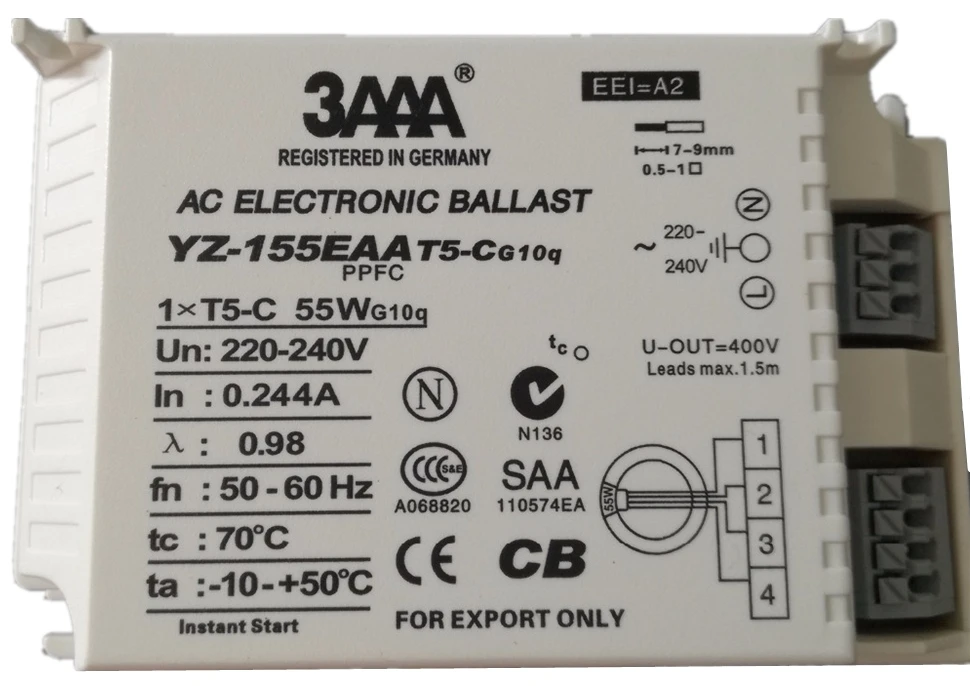 3AAA®
REGISTERED IN GERMANY
EEI=A2
7-9mm
0.5-1□
AC ELECTRONIC BALLAST
YZ-155EAA T5-CG10q
PPFC
N
~ 220-
240V
L
1×T5-C 55WG10q
Un: 220-240V
In : 0.244A
λ : 0.98
fn : 50-60 Hz
tc : 70°C
ta :-10-+50°C
Instant Start
tc
U-OUT=400V
Leads max.1.5m
N
N136
CCC S&E
A068820
SAA
110574EA
CE
CB
FOR EXPORT ONLY
55W
1
2
3
4